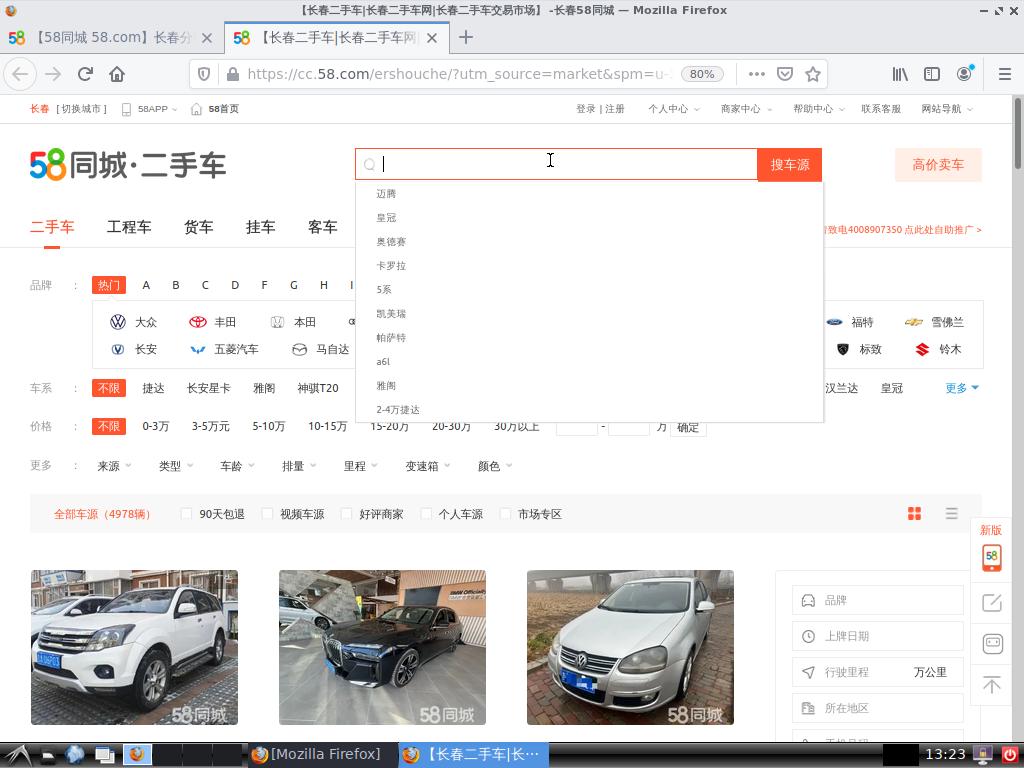 【长春二手车|长春二手车网|长春二手车交易市场】 -长春58同城 — Mozilla Firefox
【58同城 58.com】长春分
【长春二手车|长春二手车网|
https://cc.58.com/ershouche/?utm_source=market&spm=u-
80%
长春 [ 切换城市 ] 58APP 58首页
登录 | 注册 个人中心 商家中心 帮助中心 联系客服 网站导航
58同城·二手车
搜车源
高价卖车
迈腾
皇冠
奥德赛
卡罗拉
5系
凯美瑞
帕萨特
a6l
雅阁
2-4万捷达
二手车 工程车 货车 挂车 客车
致电4008907350 点此处自助推广 >
品牌 : 热门 A B C D F G H I
大众 丰田 本田 福特 雪佛兰
长安 五菱汽车 马自达 标致 铃木
车系 : 不限 捷达 长安星卡 雅阁 神骐T20 汉兰达 皇冠 更多
价格 : 不限 0-3万 3-5万元 5-10万 10-15万 15-20万 20-30万 30万以上 - 万 确定
更多 : 来源 类型 车龄 排量 里程 变速箱 颜色
全部车源（4978辆） 90天包退 视频车源 好评商家 个人车源 市场专区
新版
58
58同城
58同城
58同城
品牌
上牌日期
行驶里程 万公里
所在地区
[Mozilla Firefox]
【长春二手车|长···
13:23